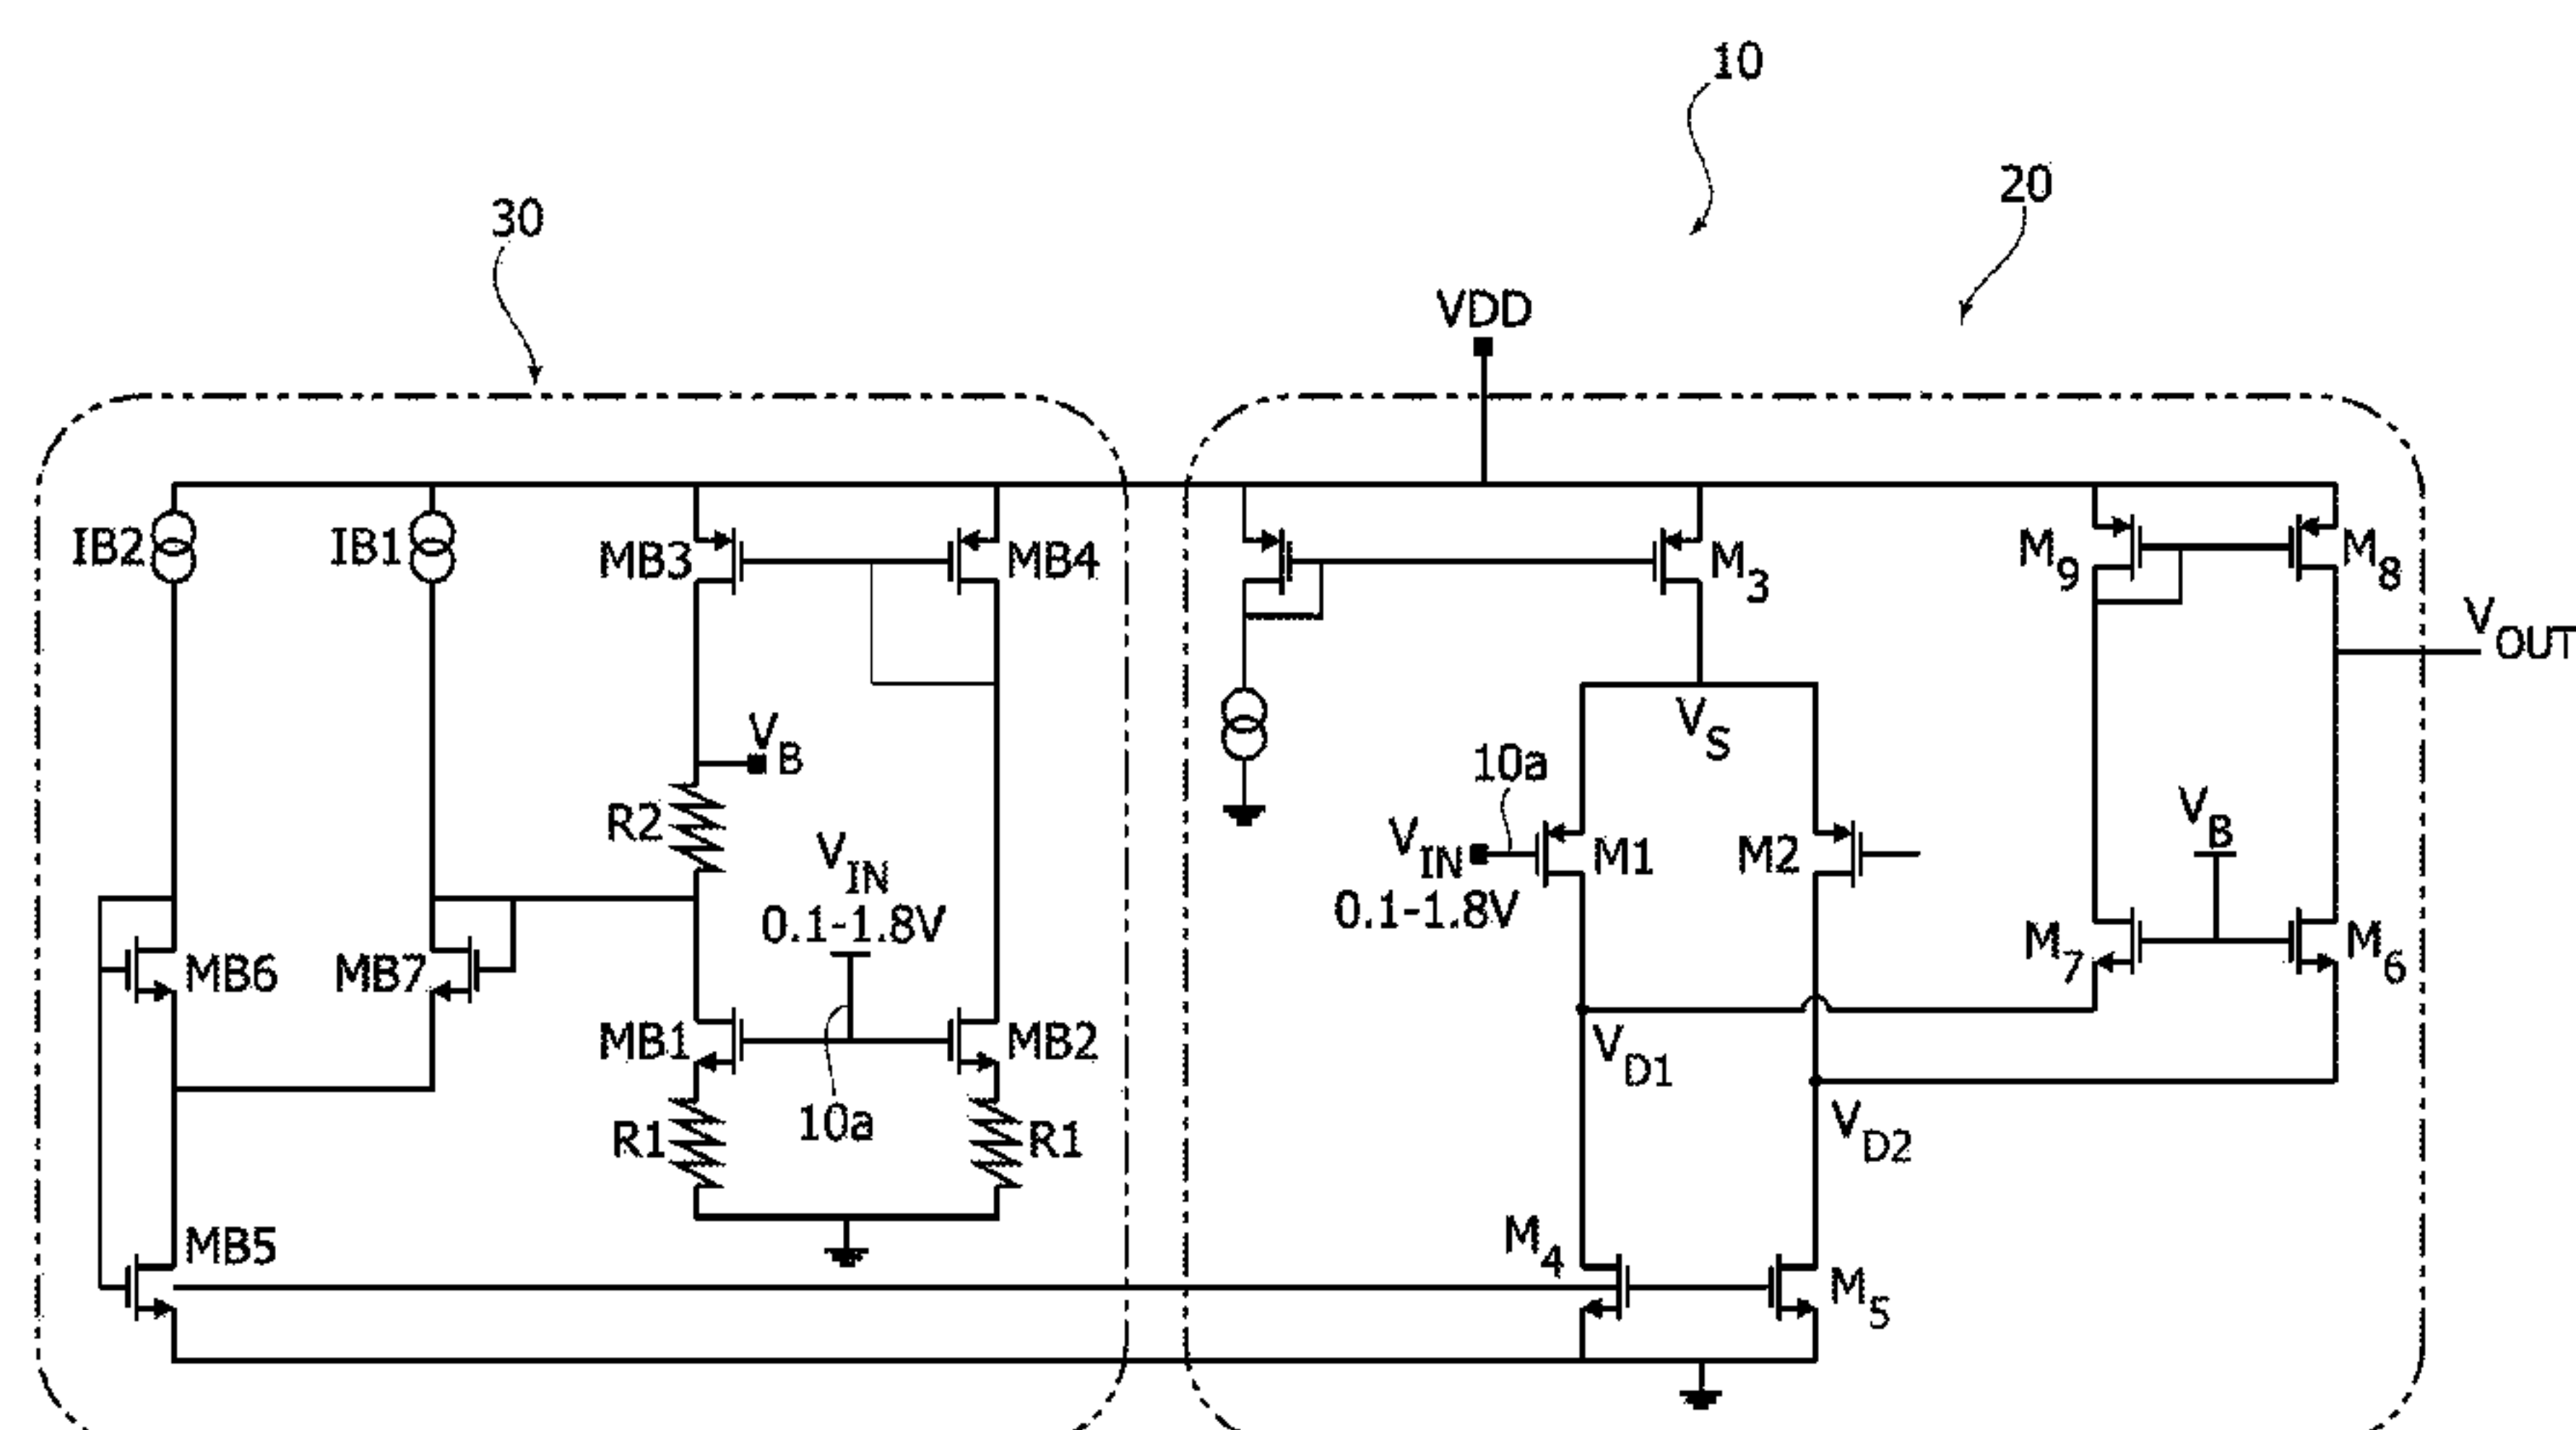 10
20
30
VDD
IB2
IB1
MB3
MB4
M3
M9
M8
VOUT
VB
VS
10a
R2
VIN
0.1-1.8V
VIN
0.1-1.8V
M1
M2
VB
MB6
MB7
M7
M6
MB1
MB2
VD1
10a
R1
R1
VD2
MB5
M4
M5